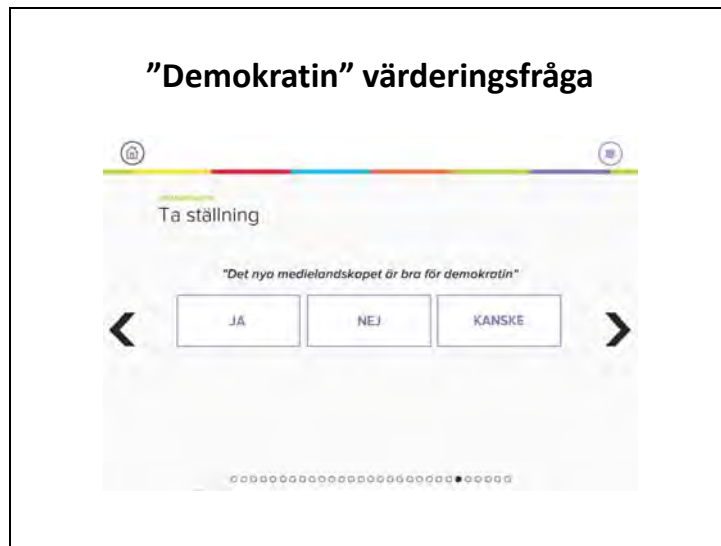 ”Demokratin” värderingsfråga
Ta ställning
"Det nya medielandskapet är bra för demokratin"
JA
NEJ
KANSKE